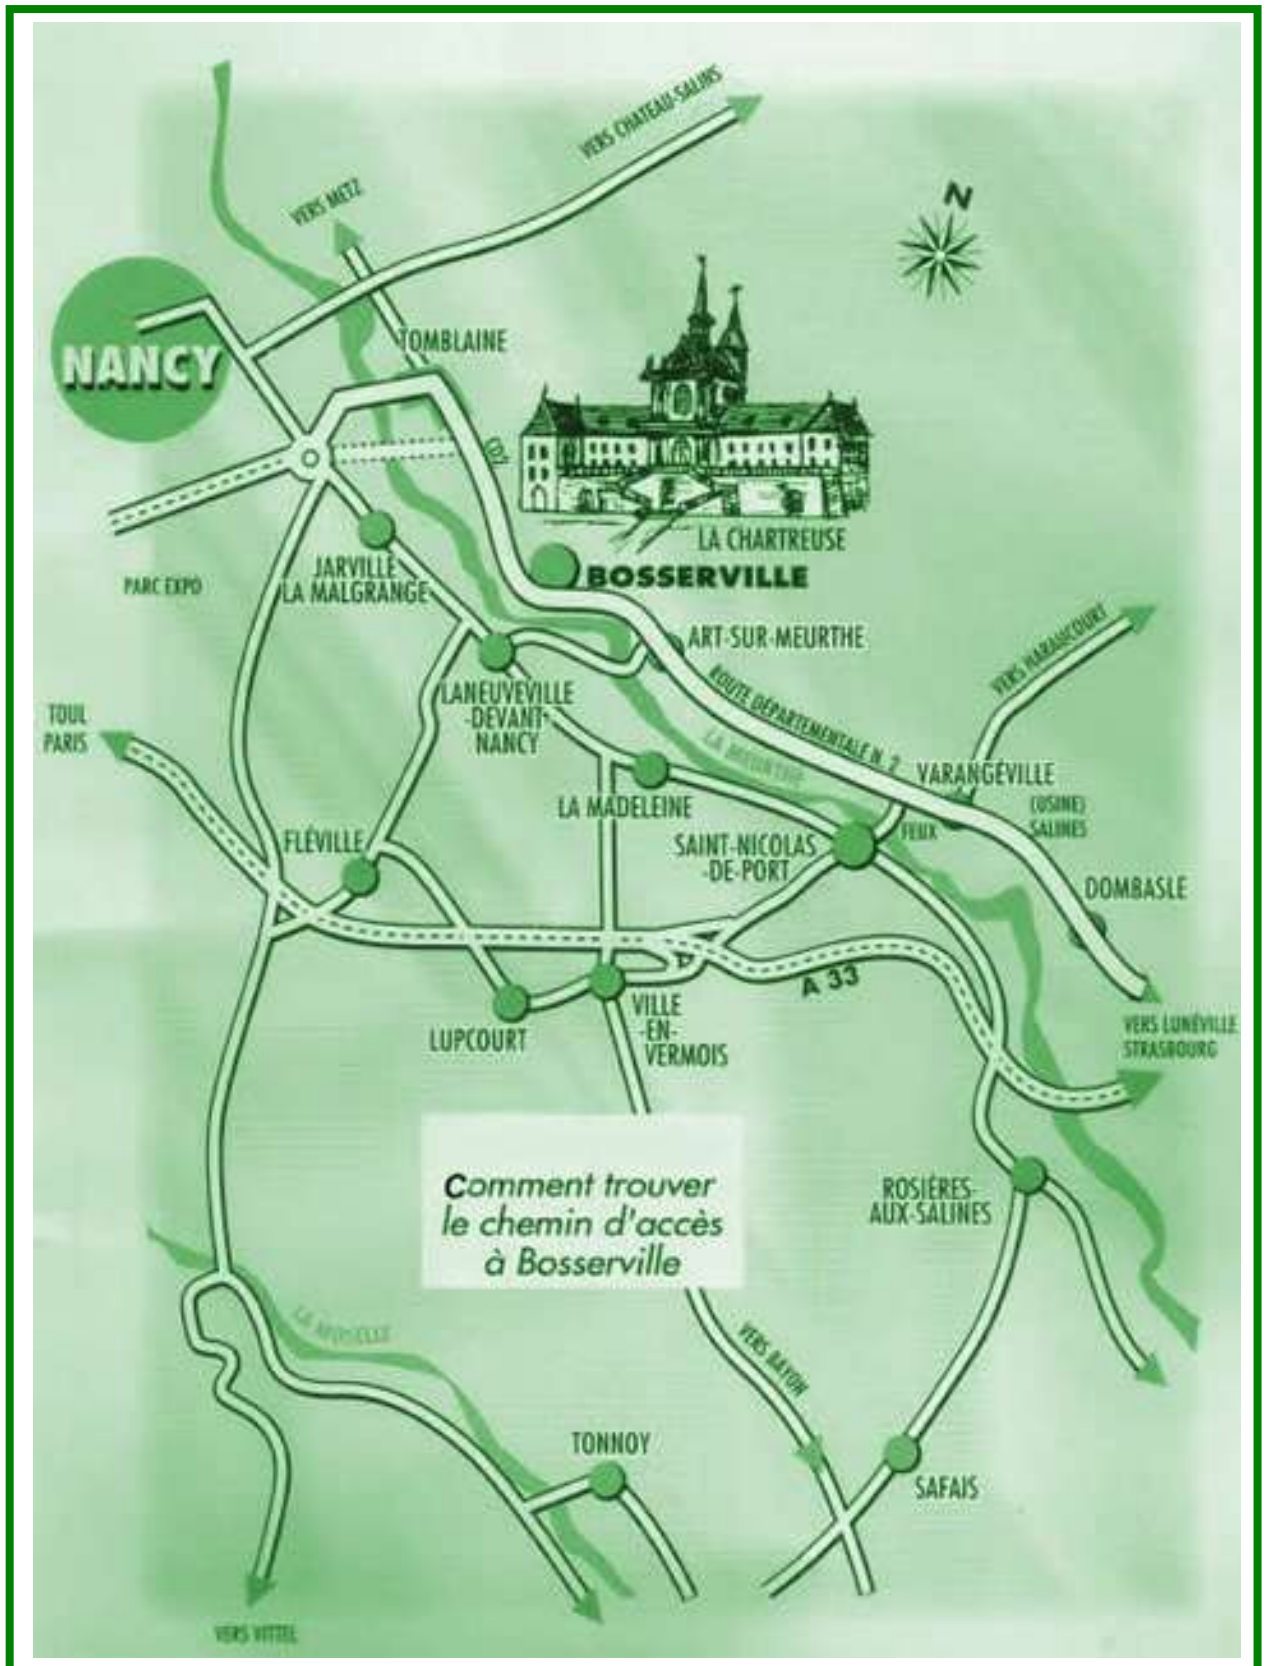 VERS CHATEAU-SALINS
VERS METZ
N
NANCY
TOMBLAINE
LA CHARTREUSE
BOSSERVILLE
PARC EXPO
JARVILLE
LA MALGRANGE
ART-SUR-MEURTHE
VERS HARAUCOURT
LANEUVEVILLE
-DEVANT-
NANCY
ROUTE DÉPARTEMENTALE N. 2
TOUL
PARIS
LA MEURTHE
VARANGÉVILLE
(USINE)
SALINES
LA MADELEINE
FEUX
FLÉVILLE
SAINT-NICOLAS
-DE-PORT
DOMBASLE
A 33
VILLE
-EN-
VERMOIS
LUPCOURT
VERS LUNÉVILLE
STRASBOURG
Comment trouver
le chemin d'accès
à Bosserville
ROSIÈRES-
AUX-SALINES
LA MOSELLE
VERS BAYON
TONNOY
SAFAIS
VERS VITTEL